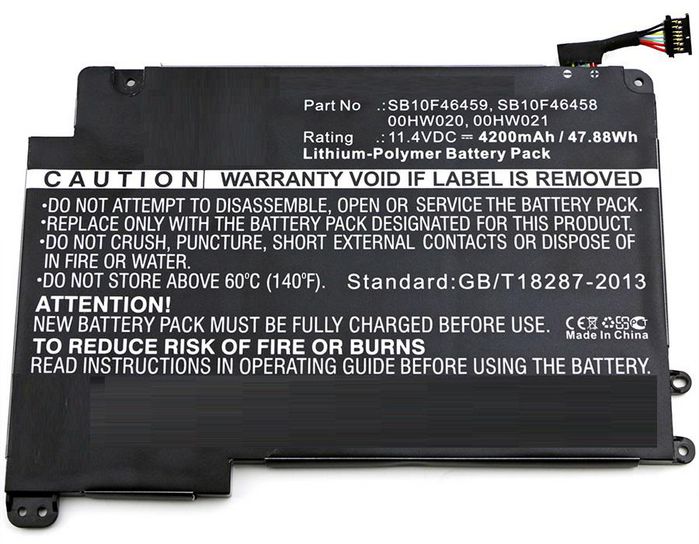 Part No .:SB10F46459, SB10F46458
00HW020, 00HW021
Rating .:11.4VDC ⎓ 4200mAh / 47.88Wh
Lithium-Polymer Battery Pack
CAUTION WARRANTY VOID IF LABEL IS REMOVED
•DO NOT ATTEMPT TO DISASSEMBLE, OPEN OR SERVICE THE BATTERY PACK.
•REPLACE ONLY WITH THE BATTERY PACK DESIGNATED FOR THIS PRODUCT.
•DO NOT CRUSH, PUNCTURE, SHORT EXTERNAL CONTACTS OR DISPOSE OF
IN FIRE OR WATER.
•DO NOT STORE ABOVE 60ºC (140ºF). Standard:GB/T18287-2013
ATTENTION!
NEW BATTERY PACK MUST BE FULLY CHARGED BEFORE USE.
CE
Made In China
TO REDUCE RISK OF FIRE OR BURNS
READ INSTRUCTIONS IN OPERATING GUIDE BEFORE USING THE BATTERY.